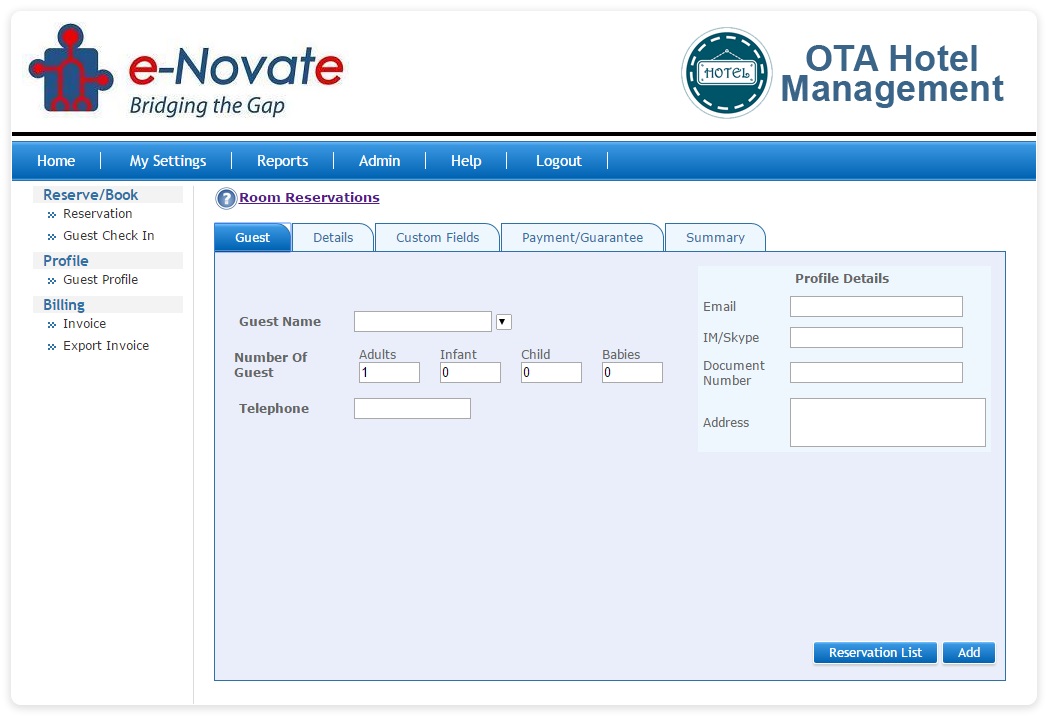 e-Novate
Bridging the Gap
HOTEL
OTA Hotel
Management
Home
My Settings
Reports
Admin
Help
Logout
Reserve/Book
Reservation
Guest Check In
Profile
Guest Profile
Billing
Invoice
Export Invoice
? Room Reservations
Guest
Details
Custom Fields
Payment/Guarantee
Summary
Guest Name
Number Of
Guest
Adults
Infant
Child
Babies
1
0
0
0
Telephone
Profile Details
Email
IM/Skype
Document
Number
Address
Reservation List
Add